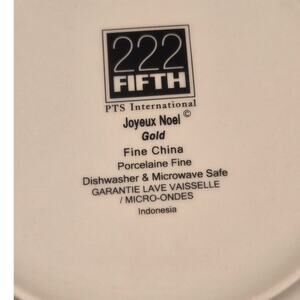 222
FIFTH
PTS International
Joyeux Noel ©
Gold
Fine China
Porcelaine Fine
Dishwasher & Microwave Safe
GARANTIE LAVE VAISSELLE
/ MICRO-ONDES
Indonesia